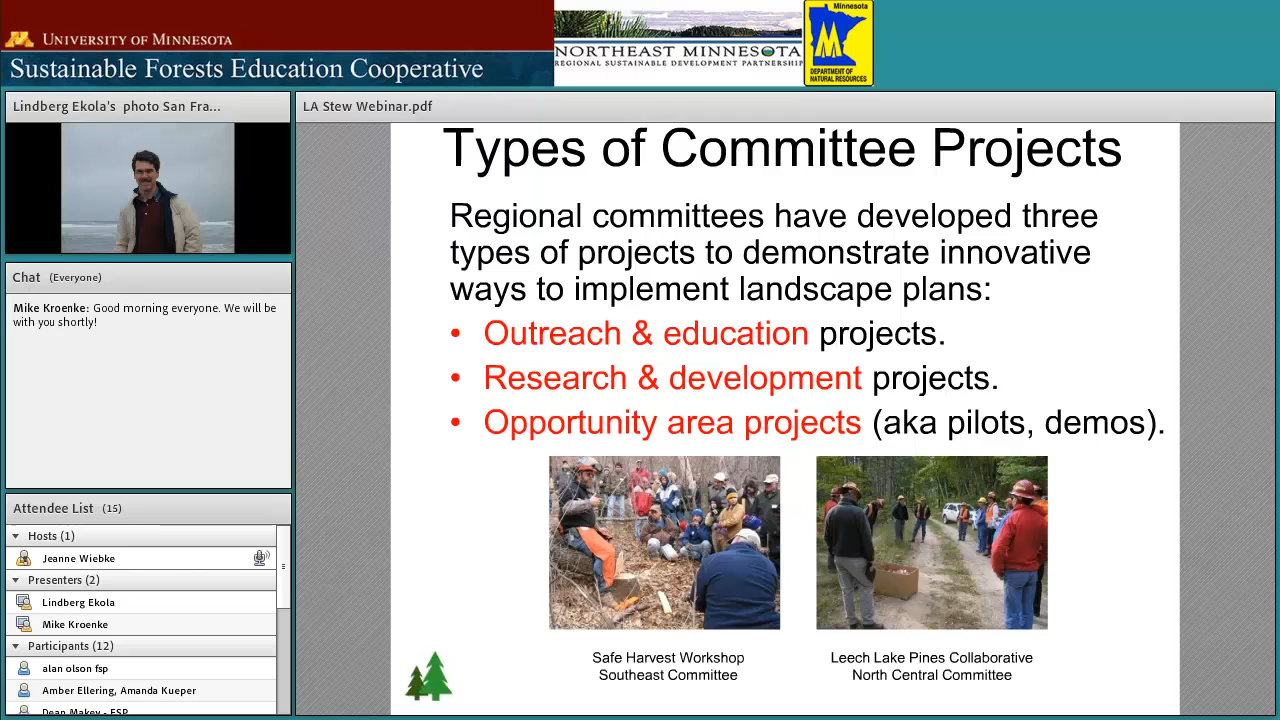 UNIVERSITY OF MINNESOTA
Sustainable Forests Education Cooperative
NORTHEAST MINNESOTA
REGIONAL SUSTAINABLE DEVELOPMENT PARTNERSHIP
Minnesota
DEPARTMENT OF
NATURAL RESOURCES
Lindberg Ekola's photo San Fra...
Chat (Everyone)
Mike Kroenke: Good morning everyone. We will be
with you shortly!
Attendee List (15)
Hosts (1)
Jeanne Wiebke
Presenters (2)
Lindberg Ekola
Mike Kroenke
Participants (12)
alan olson fsp
Amber Ellering, Amanda Kueper
Dean Makey - FSP
LA Stew Webinar.pdf
Types of Committee Projects
Regional committees have developed three
types of projects to demonstrate innovative
ways to implement landscape plans:
• Outreach & education projects.
• Research & development projects.
• Opportunity area projects (aka pilots, demos).
Safe Harvest Workshop
Southeast Committee
Leech Lake Pines Collaborative
North Central Committee